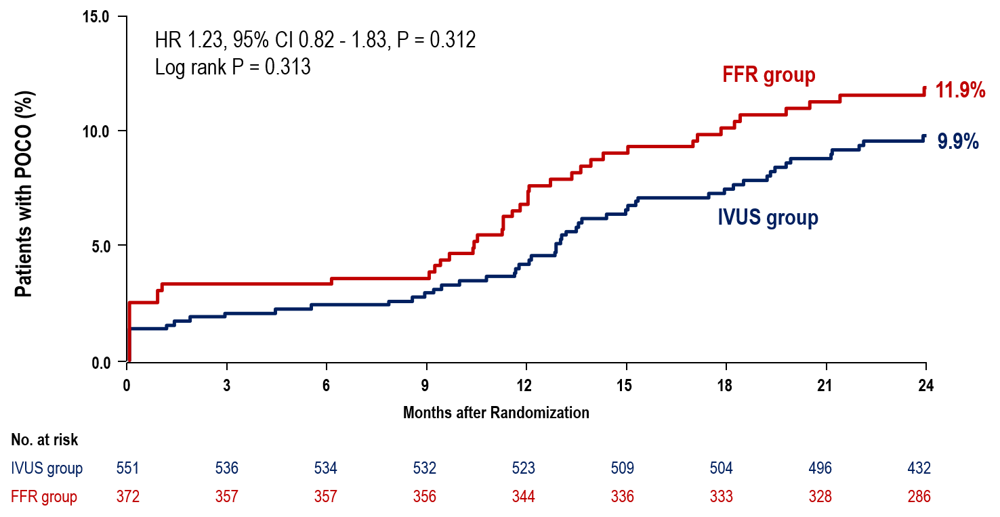 15.0
HR 1.23, 95% CI 0.82 - 1.83, P = 0.312
Log rank P = 0.313
FFR group
11.9%
10.0
9.9%
Patients with POCO (%)
IVUS group
5.0
0.0
0 3 6 9 12 15 18 21 24
Months after Randomization
No. at risk
IVUS group 551 536 534 532 523 509 504 496 432
FFR group 372 357 357 356 344 336 333 328 286